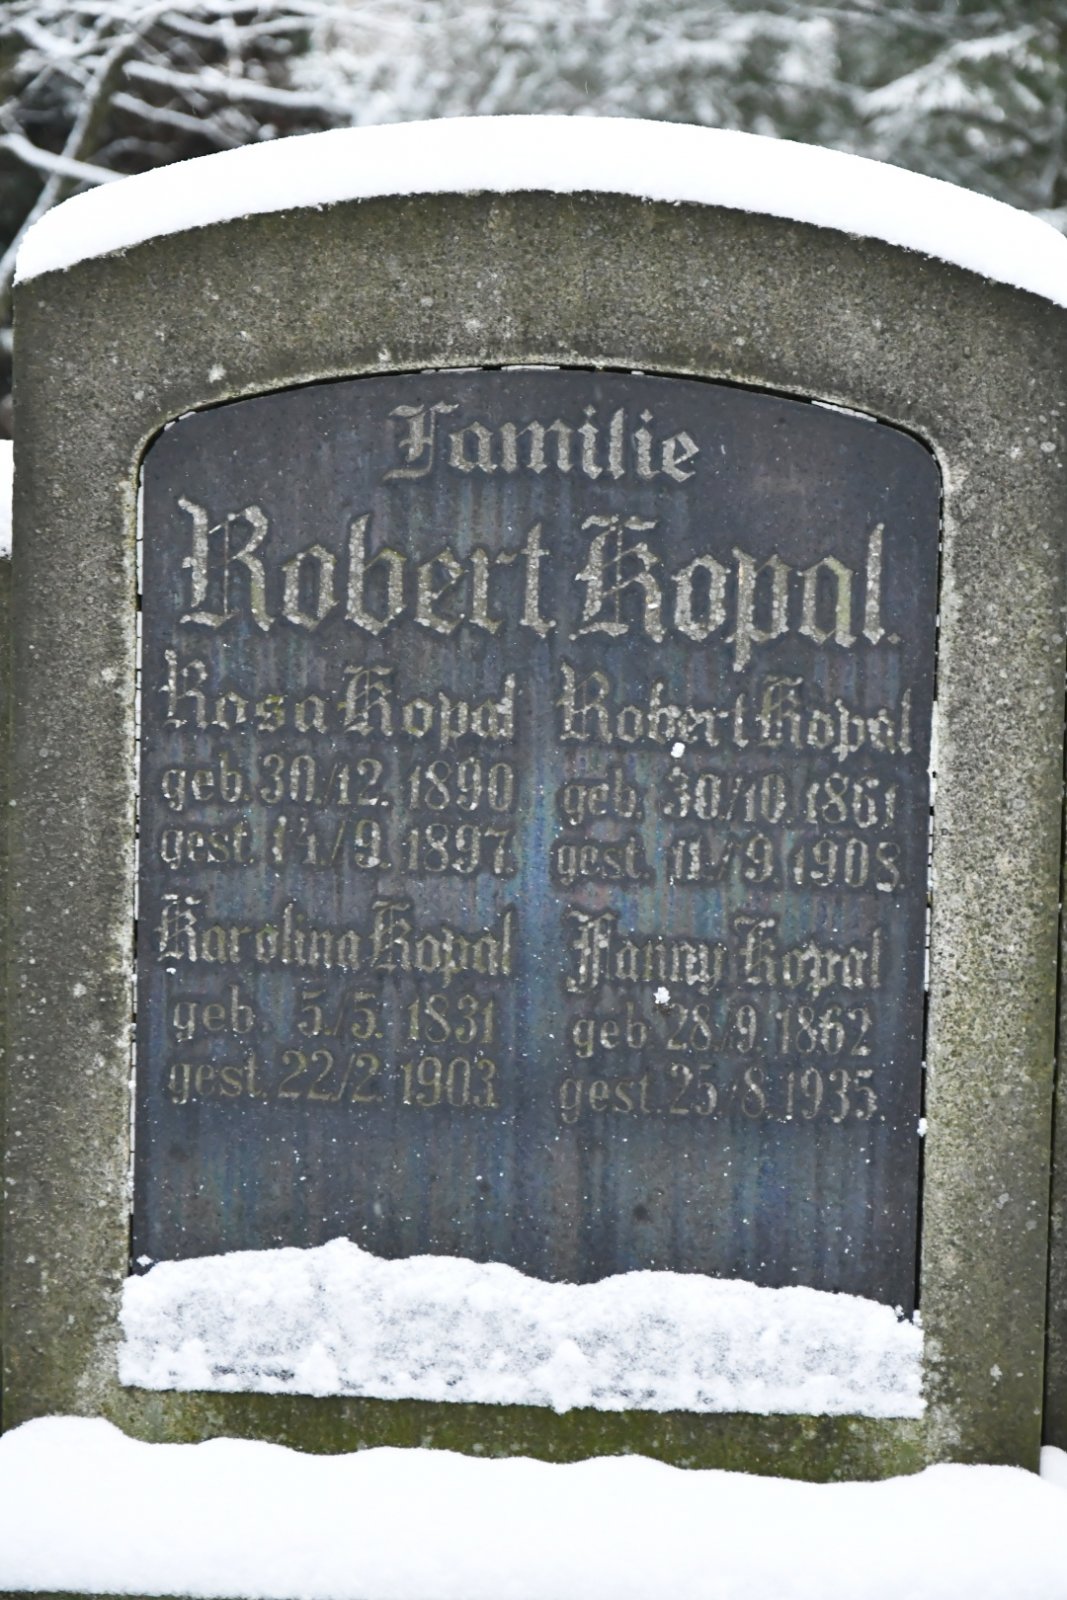 Familie
Robert Kopal.
Rosa Kopal
geb. 30./12. 1890
gest. 14./9. 1897.
Karolina Kopal
geb. 5./5. 1831
gest. 22/2. 1903.
Robert Kopal
geb. 30./10. 1861
gest. 11./9. 1908.
Fanny Kopal
geb. 28./9. 1862
gest. 25./8. 1935.